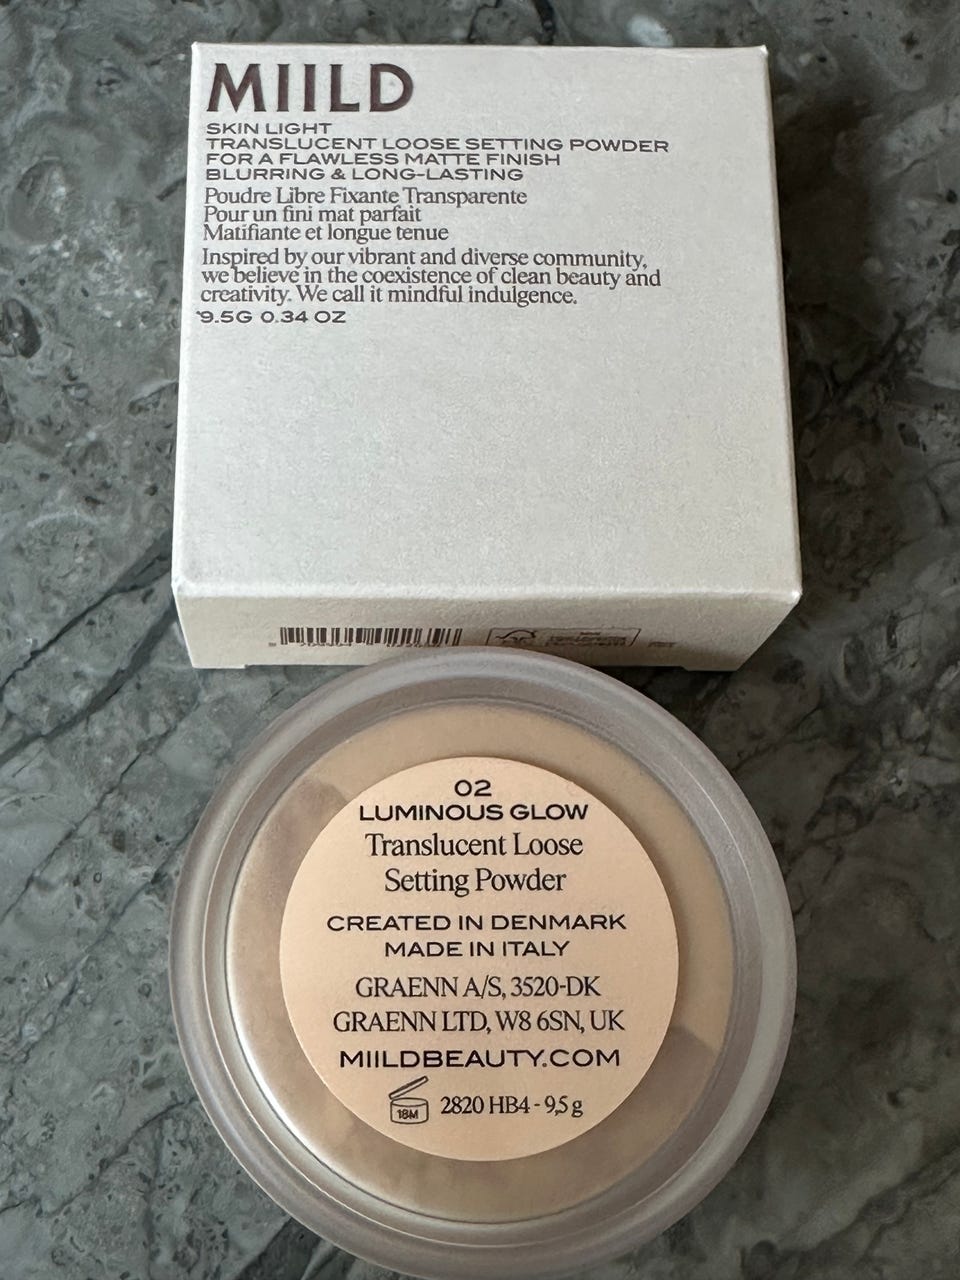 MIILD
SKIN LIGHT
TRANSLUCENT LOOSE SETTING POWDER
FOR A FLAWLESS MATTE FINISH
BLURRING & LONG-LASTING
Poudre Libre Fixante Transparente
Pour un fini mat parfait
Matifiante et longue tenue
Inspired by our vibrant and diverse community,
we believe in the coexistence of clean beauty and
creativity. We call it mindful indulgence.
9.5G 0.34 OZ
02
LUMINOUS GLOW
Translucent Loose
Setting Powder
CREATED IN DENMARK
MADE IN ITALY
GRAENN A/S, 3520-DK
GRAENN LTD, W8 6SN, UK
MIILDBEAUTY.COM
18M 2820 HB4 - 9,5 g